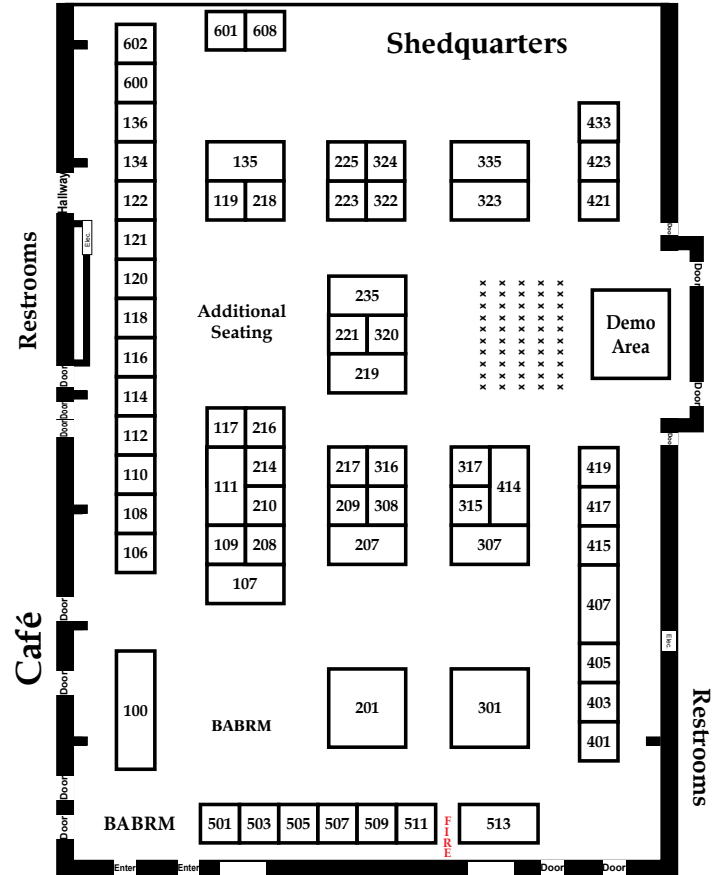 601 608
Shedquarters
602
600
136
433
134
135
225 324
335
423
Hallway
122
119 218
223 322
323
421
Elec.
121
Door
Restrooms
120
235
Door
118
Additional
Seating
221 320
Demo
Area
116
219
Door
Door
114
Door
Door
112
117 216
Door
110
111
214
217 316
317
414
419
108
210
209 308
315
417
106
109 208
207
307
415
107
Door
407
Café
Elec.
405
Door
100
201
301
403
BABRM
401
Restrooms
Door
Door
BABRM
501 503 505 507 509 511
FIRE
513
Enter
Enter
Door
Door